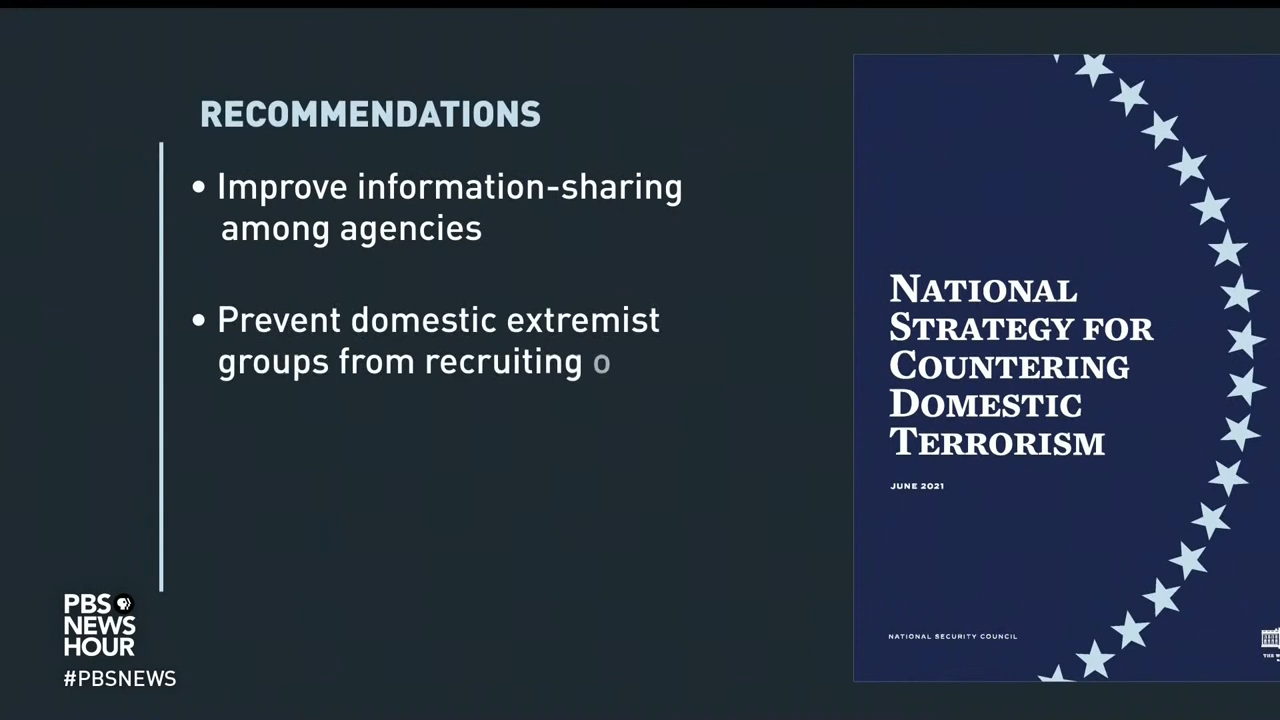 RECOMMENDATIONS
• Improve information-sharing
among agencies
• Prevent domestic extremist
groups from recruiting o
NATIONAL
STRATEGY FOR
COUNTERING
DOMESTIC
TERRORISM
JUNE 2021
NATIONAL SECURITY COUNCIL
PBS
NEWS
HOUR
#PBSNEWS